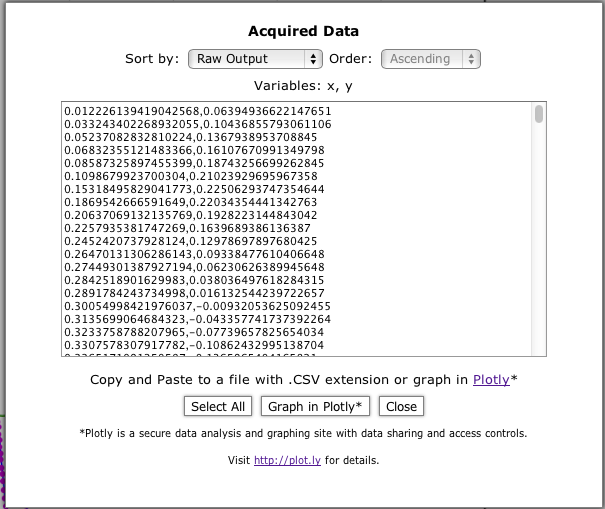 Acquired Data
Sort by: Raw Output Order: Ascending
Variables: x, y
0.012226139419042568,0.06394936622147651
0.033243402268932055,0.10436855793061106
0.05237082832810224,0.1367938953708845
0.06832355121483366,0.16107670991349798
0.08587325897455399,0.18743256699262845
0.1098679923700304,0.21023929695967358
0.15318495829041773,0.22506293747354644
0.1869542666591649,0.22034354441342763
0.20637069132135769,0.1928223144843042
0.2257935381747269,0.1639689386136387
0.2452420737928124,0.12978697897680425
0.26470131306286143,0.09338477610406648
0.27449301387927194,0.06230626389945648
0.2842518901629983,0.038036497618284315
0.2891784243734998,0.016132544239722657
0.30054998421976037,-0.00932053625092455
0.3135699064684323,-0.043357741737392264
0.3233758788207965,-0.07739657825654034
0.3307578307917782,-0.10862432995138704
Copy and Paste to a file with .CSV extension or graph in Plotly*
Select All Graph in Plotly* Close
*Plotly is a secure data analysis and graphing site with data sharing and access controls.
Visit http://plot.ly for details.